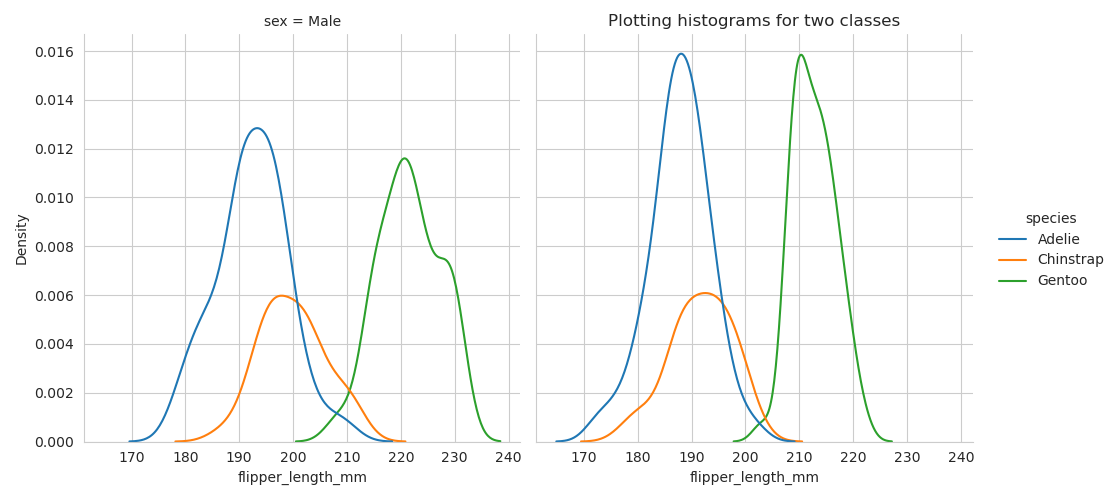 sex = Male
Plotting histograms for two classes
0.016
0.014
0.012
0.010
0.008
0.006
0.004
0.002
0.000
Density
170 180 190 200 210 220 230 240
flipper_length_mm
170 180 190 200 210 220 230 240
flipper_length_mm
species
Adelie
Chinstrap
Gentoo